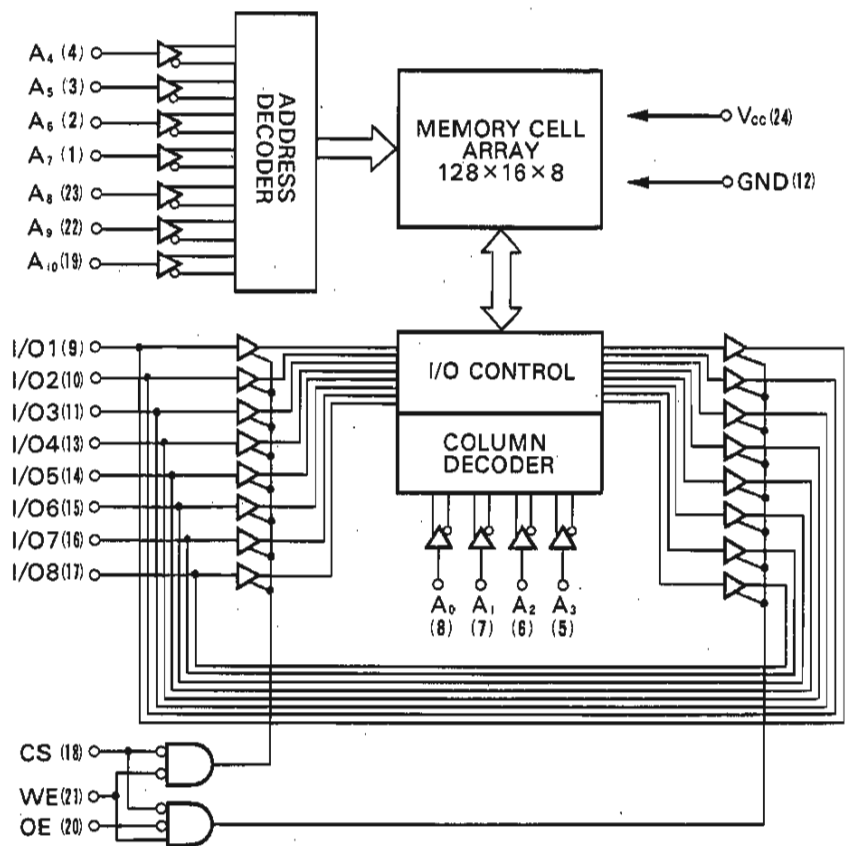 A₄ (4)
A₅ (3)
A₆ (2)
A₇ (1)
A₈ (23)
A₉ (22)
A₁₀ (19)
ADDRESS
DECODER
MEMORY CELL
ARRAY
128×16×8
Vcc (24)
GND (12)
I/O1 (9)
I/O2 (10)
I/O3 (11)
I/O4 (13)
I/O5 (14)
I/O6 (15)
I/O7 (16)
I/O8 (17)
I/O CONTROL
COLUMN
DECODER
A₀ A₁ A₂ A₃
(8) (7) (6) (5)
CS (18)
WE (21)
OE (20)